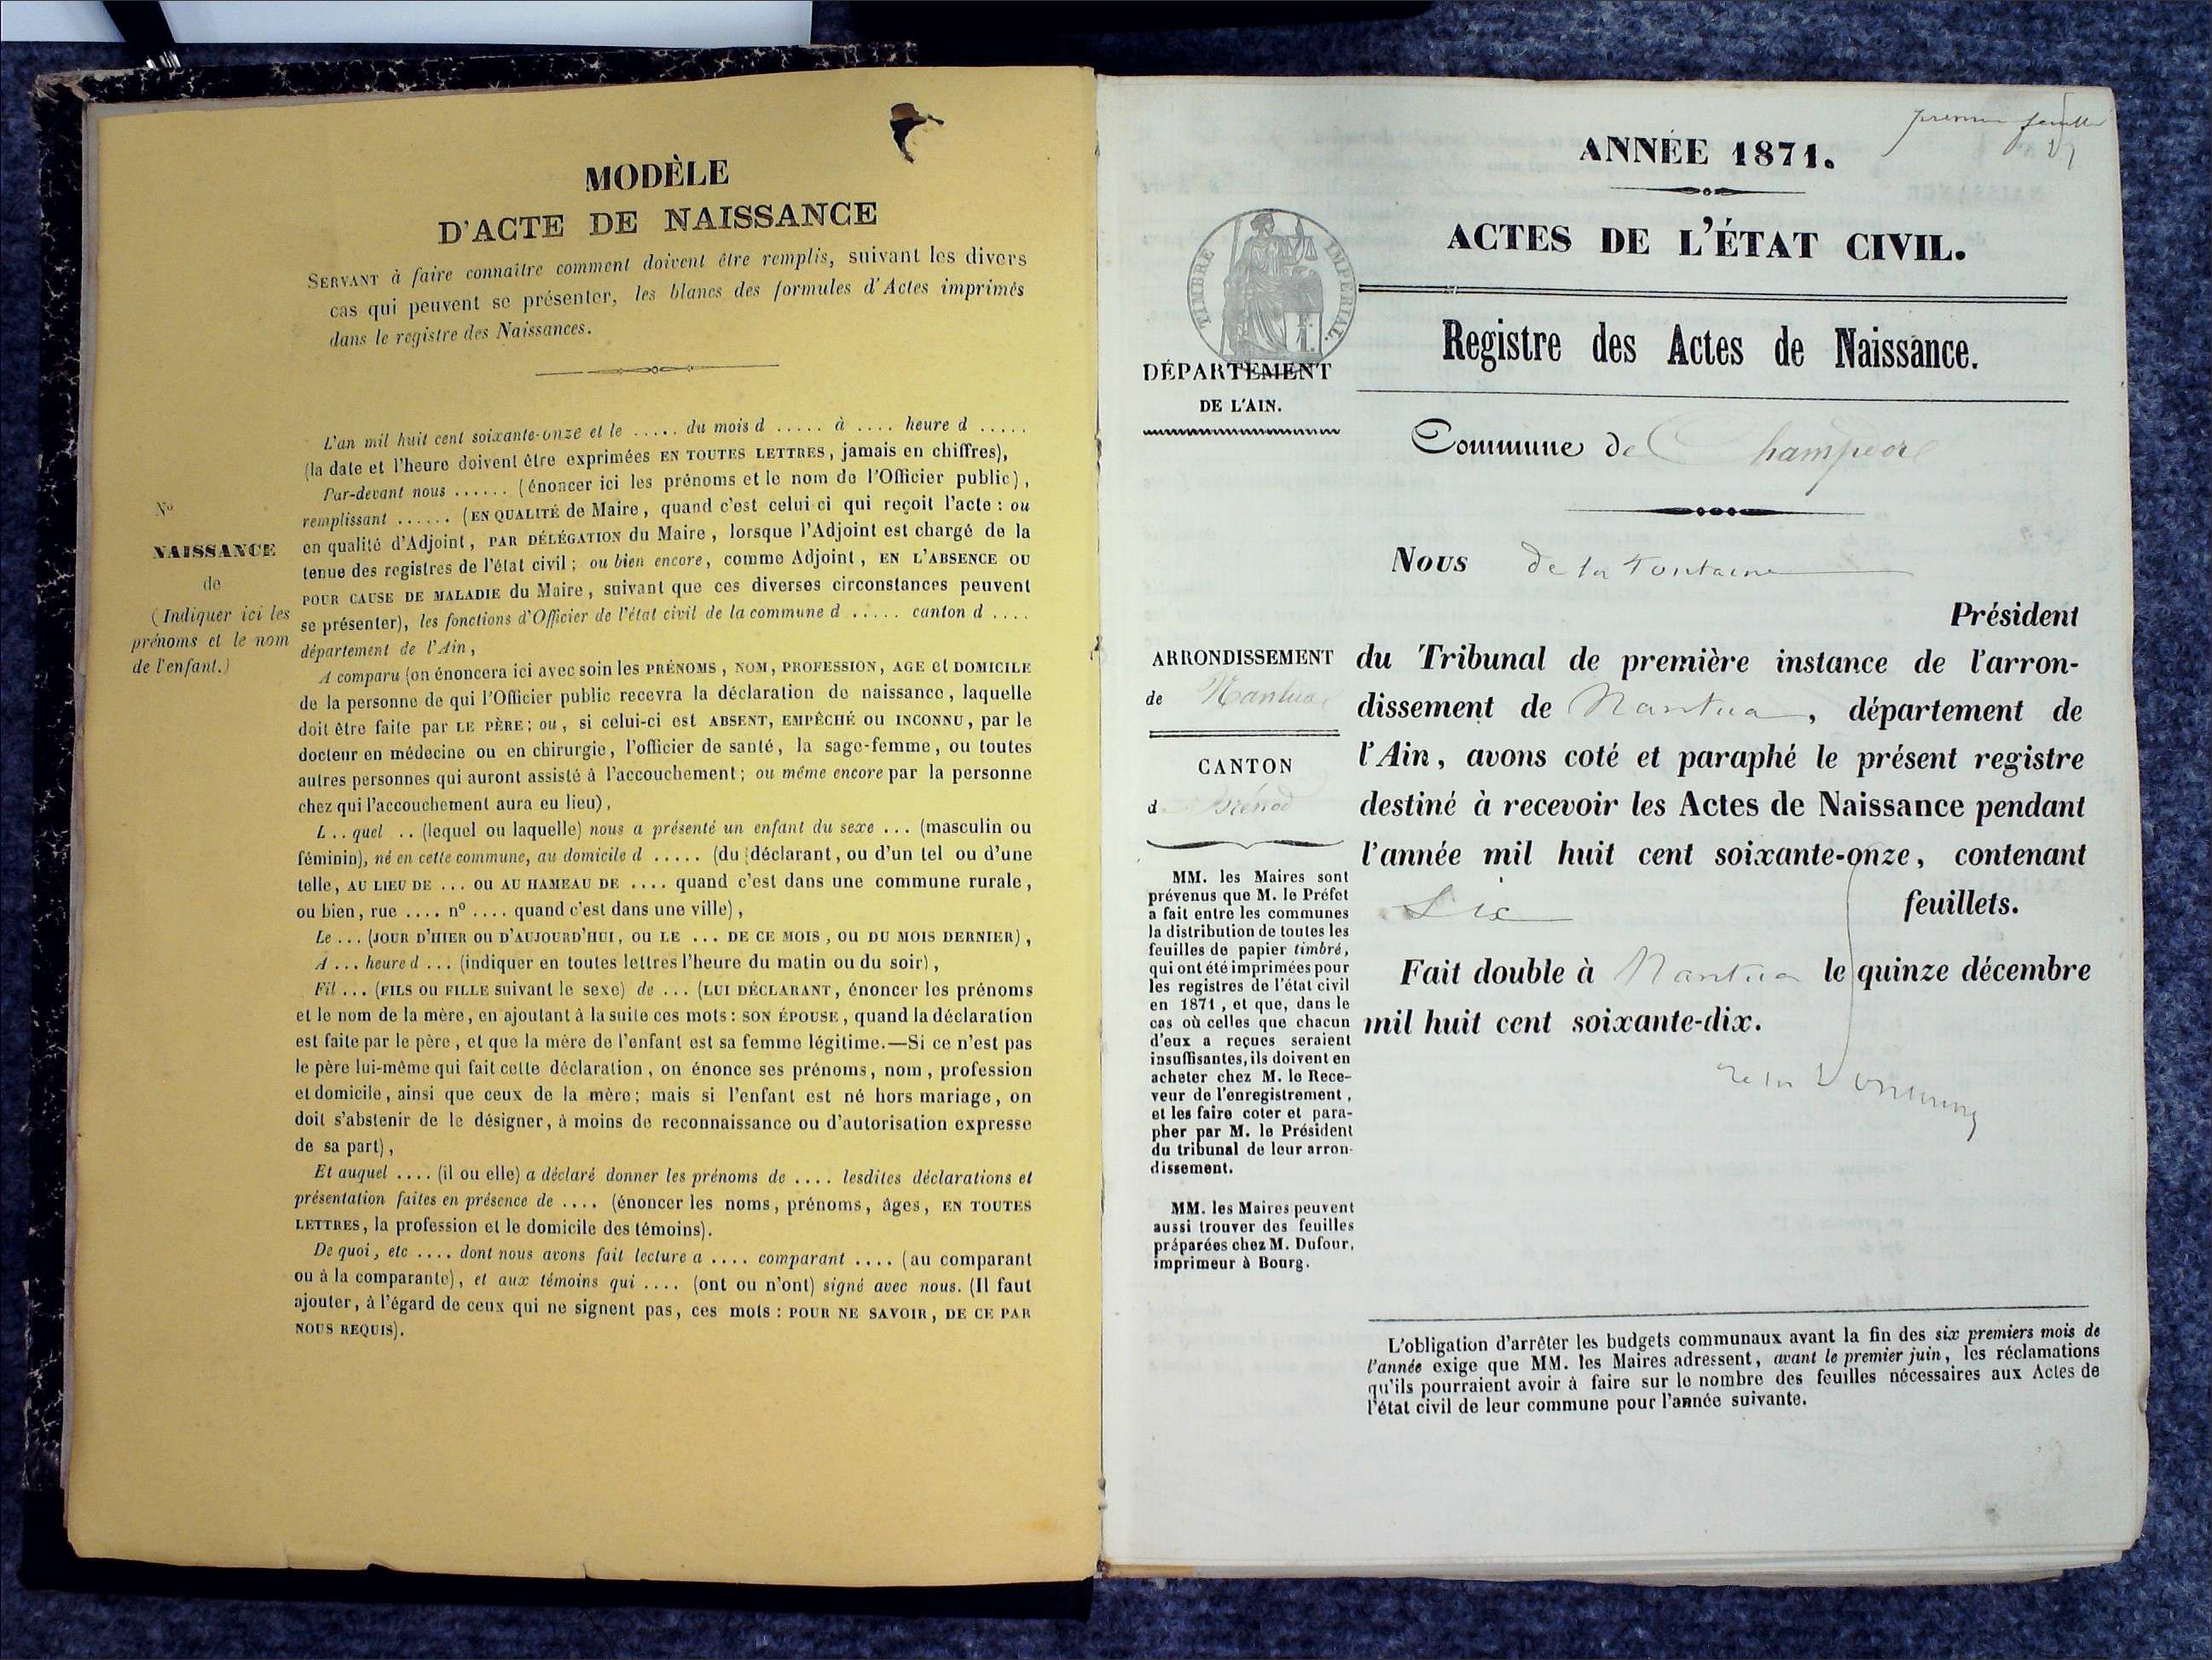 MODÈLE
D'ACTE DE NAISSANCE
SERVANT à faire connaître comment doivent être remplis, suivant les divers
cas qui peuvent se présenter, les blancs des formules d'Actes imprimés
dans le registre des Naissances.
L'an mil huit cent soixante-onze et le ..... du mois d ..... à .... heure d .....
(la date et l'heure doivent être exprimées EN TOUTES LETTRES, jamais en chiffres),
Par-devant nous ...... (énoncer ici les prénoms et le nom de l'Officier public),
remplissant ...... (EN QUALITÉ de Maire, quand c'est celui-ci qui reçoit l'acte : ou
en qualité d'Adjoint, PAR DÉLÉGATION du Maire, lorsque l'Adjoint est chargé de la
tenue des registres de l'état civil ; ou bien encore, comme Adjoint, EN L'ABSENCE OU
POUR CAUSE DE MALADIE du Maire, suivant que ces diverses circonstances peuvent
se présenter), les fonctions d'Officier de l'état civil de la commune d ..... canton d ....
département de l'Ain,
No
NAISSANCE
de
(Indiquer ici les
prénoms et le nom
de l'enfant.)
A comparu (on énoncera ici avec soin les PRÉNOMS, NOM, PROFESSION, AGE et DOMICILE
de la personne de qui l'Officier public recevra la déclaration de naissance, laquelle
doit être faite par LE PÈRE ; ou, si celui-ci est ABSENT, EMPÊCHÉ OU INCONNU, par le
docteur en médecine ou en chirurgie, l'officier de santé, la sage-femme, ou toutes
autres personnes qui auront assisté à l'accouchement ; ou même encore par la personne
chez qui l'accouchement aura eu lieu),
L .. quel .. (lequel ou laquelle) nous a présenté un enfant du sexe ... (masculin ou
féminin), né en cette commune, au domicile d ..... (du déclarant, ou d'un tel ou d'une
telle, AU LIEU DE ... OU AU HAMEAU DE .... quand c'est dans une commune rurale,
ou bien, rue .... no .... quand c'est dans une ville),
Le ... (JOUR D'HIER OU D'AUJOURD'HUI, OU LE ... DE CE MOIS, OU DU MOIS DERNIER),
A ... heure d ... (indiquer en toutes lettres l'heure du matin ou du soir),
Fil ... (FILS OU FILLE suivant le sexe) de ... (LUI DÉCLARANT, énoncer les prénoms
et le nom de la mère, en ajoutant à la suite ces mots : SON ÉPOUSE, quand la déclaration
est faite par le père, et que la mère de l'enfant est sa femme légitime.—Si ce n'est pas
le père lui-même qui fait cette déclaration, on énonce ses prénoms, nom, profession
et domicile, ainsi que ceux de la mère ; mais si l'enfant est né hors mariage, on
doit s'abstenir de le désigner, à moins de reconnaissance ou d'autorisation expresse
de sa part),
Et auquel .... (il ou elle) a déclaré donner les prénoms de .... lesdites déclarations et
présentation faites en présence de .... (énoncer les noms, prénoms, âges, EN TOUTES
LETTRES, la profession et le domicile des témoins).
De quoi, etc .... dont nous avons fait lecture a .... comparant .... (au comparant
ou à la comparante), et aux témoins qui .... (ont ou n'ont) signé avec nous. (Il faut
ajouter, à l'égard de ceux qui ne signent pas, ces mots : POUR NE SAVOIR, DE CE PAR
NOUS REQUIS).
ANNÉE 1871.
ACTES DE L'ÉTAT CIVIL.
TIMBRE IMPÉRIAL.
DÉPARTEMENT
DE L'AIN.
Registre des Actes de Naissance.
Commune de Champdor
Nous de la Fontaine
Président
du Tribunal de première instance de l'arron-
dissement de Nantua, département de
l'Ain, avons coté et paraphé le présent registre
destiné à recevoir les Actes de Naissance pendant
l'année mil huit cent soixante-onze, contenant
Six feuillets.
Fait double à Nantua le quinze décembre
mil huit cent soixante-dix.
de la Fontaine
ARRONDISSEMENT
de Nantua
CANTON
d Brénod
MM. les Maires sont
prévenus que M. le Préfet
a fait entre les communes
la distribution de toutes les
feuilles de papier timbré,
qui ont été imprimées pour
les registres de l'état civil
en 1871, et que, dans le
cas où celles que chacun
d'eux a reçues seraient
insuffisantes, ils doivent en
acheter chez M. le Rece-
veur de l'enregistrement,
et les faire coter et para-
pher par M. le Président
du tribunal de leur arron-
dissement.
MM. les Maires peuvent
aussi trouver des feuilles
préparées chez M. Dufour,
imprimeur à Bourg.
L'obligation d'arrêter les budgets communaux avant la fin des six premiers mois de
l'année exige que MM. les Maires adressent, avant le premier juin, les réclamations
qu'ils pourraient avoir à faire sur le nombre des feuilles nécessaires aux Actes de
l'état civil de leur commune pour l'année suivante.